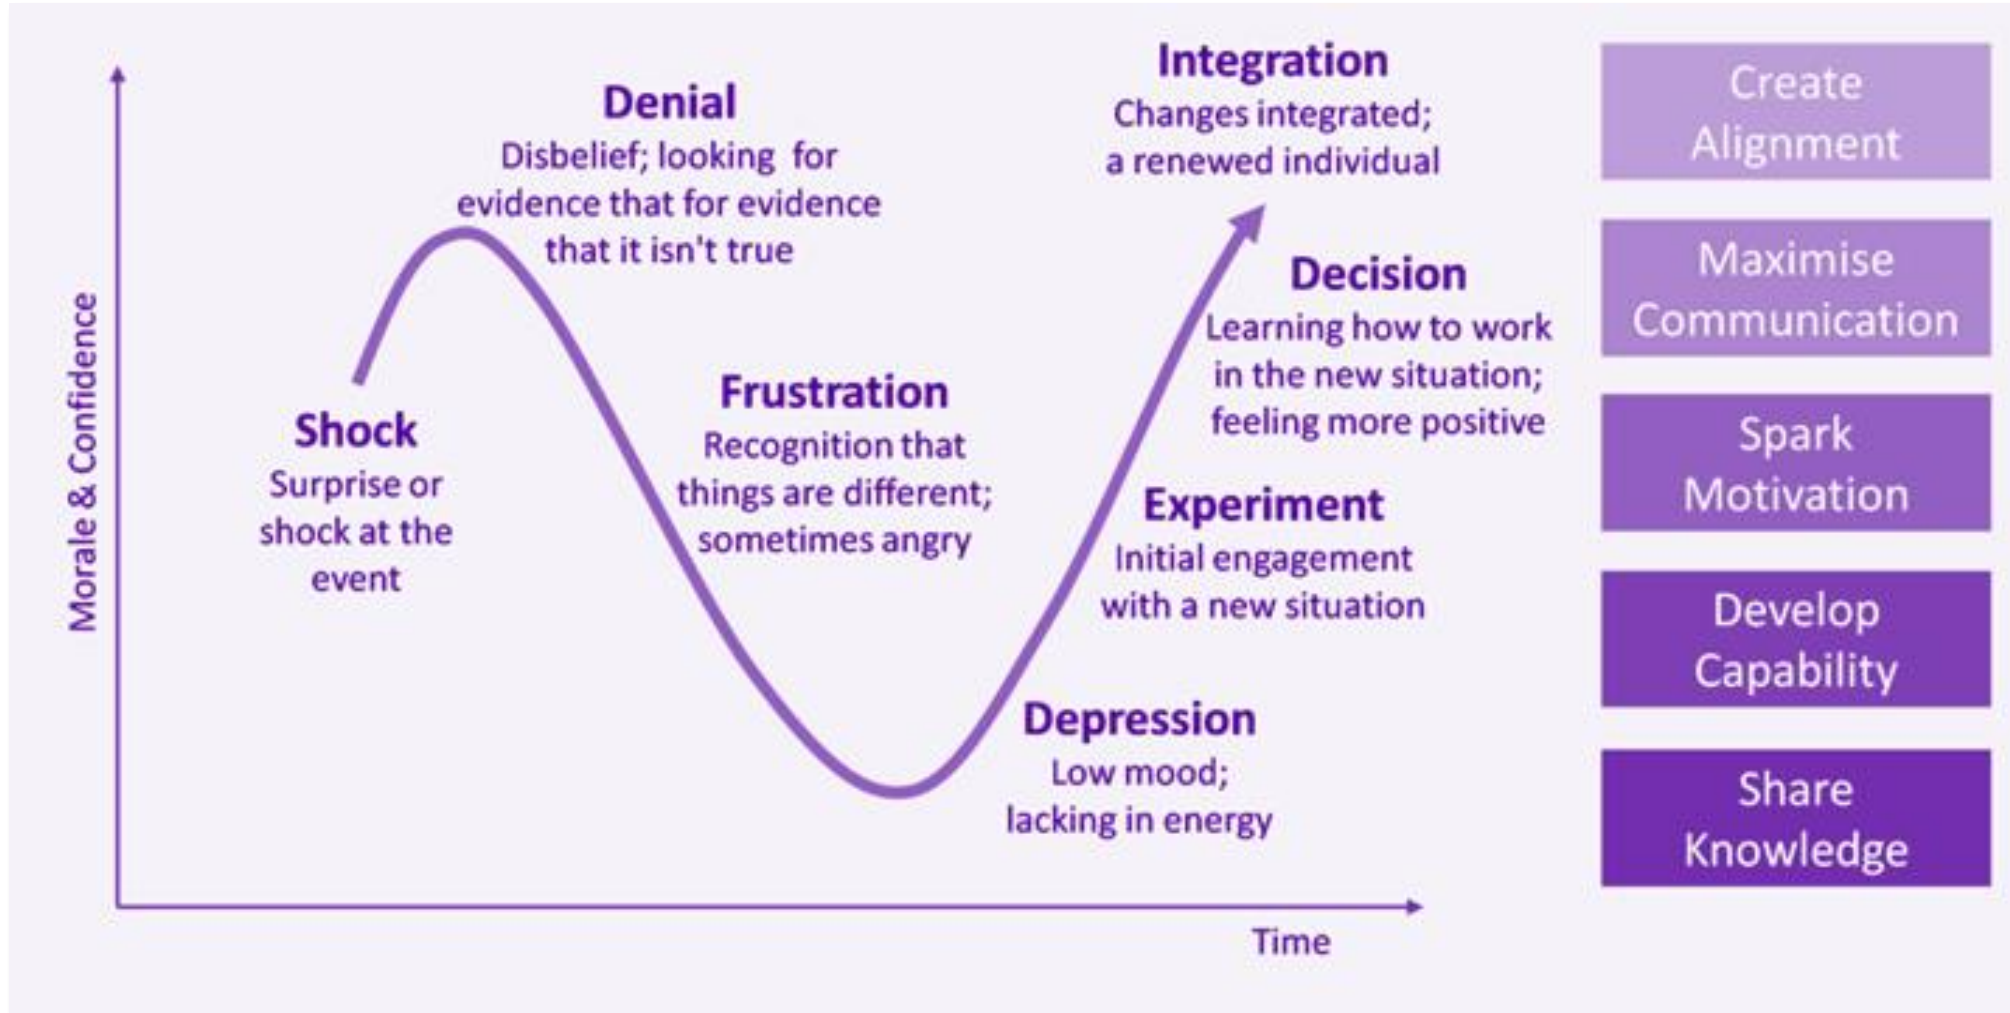 Morale & Confidence
Shock
Surprise or
shock at the
event
Denial
Disbelief; looking for
evidence that for evidence
that it isn't true
Frustration
Recognition that
things are different;
sometimes angry
Depression
Low mood;
lacking in energy
Experiment
Initial engagement
with a new situation
Decision
Learning how to work
in the new situation;
feeling more positive
Integration
Changes integrated;
a renewed individual
Time
Create
Alignment
Maximise
Communication
Spark
Motivation
Develop
Capability
Share
Knowledge